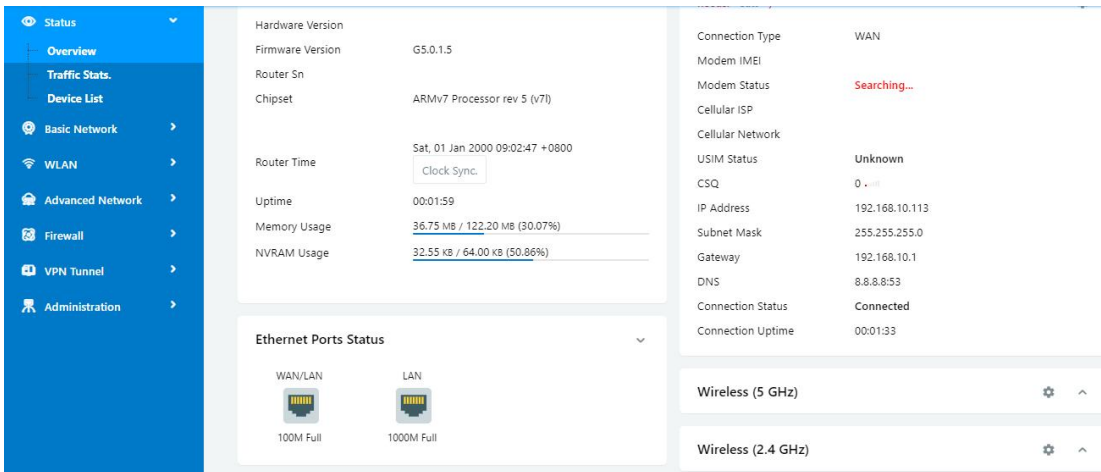 Status
Overview
Traffic Stats.
Device List
Basic Network
WLAN
Advanced Network
Firewall
VPN Tunnel
Administration
Hardware Version
Firmware Version G5.0.1.5
Router Sn
Chipset ARMv7 Processor rev 5 (v7l)
Router Time Sat, 01 Jan 2000 09:02:47 +0800
Clock Sync.
Uptime 00:01:59
Memory Usage 36.75 MB / 122.20 MB (30.07%)
NVRAM Usage 32.55 KB / 64.00 KB (50.86%)
Ethernet Ports Status
WAN/LAN LAN
100M Full 1000M Full
Connection Type WAN
Modem IMEI
Modem Status Searching...
Cellular ISP
Cellular Network
USIM Status Unknown
CSQ 0
IP Address 192.168.10.113
Subnet Mask 255.255.255.0
Gateway 192.168.10.1
DNS 8.8.8.8:53
Connection Status Connected
Connection Uptime 00:01:33
Wireless (5 GHz)
Wireless (2.4 GHz)